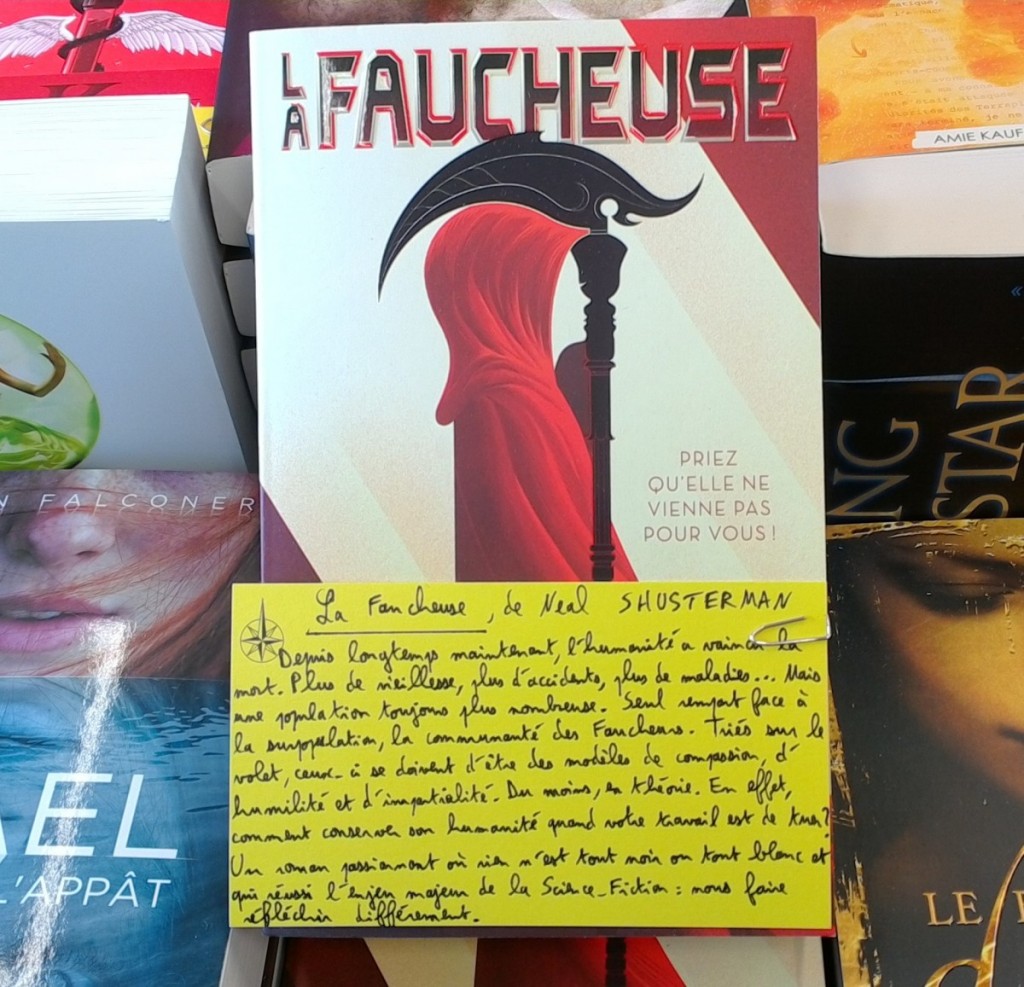 LA FAUCHEUSE
PRIEZ
QU'ELLE NE
VIENNE PAS
POUR VOUS !
La Faucheuse, de Neal SHUSTERMAN
Depuis longtemps maintenant, l'humanité a vaincu la
mort. Plus de vieillesse, plus d'accidents, plus de maladies... Mais
une population toujours plus nombreuse. Seul rempart face à
la surpopulation, la communauté des Faucheurs. Triés sur le
volet, ceux-ci se doivent d'être des modèles de compassion, d'
humilité et d'impartialité. Du moins, en théorie. En effet,
comment conserver son humanité quand votre travail est de tuer?
Un roman passionnant où rien n'est tout noir ou tout blanc et
qui réussi l'enjeu majeur de la Science-Fiction : nous faire
réfléchir différemment.
AMIE KAUF
N FALCONER
AEL
L'APPÂT
NG
STAR
LE